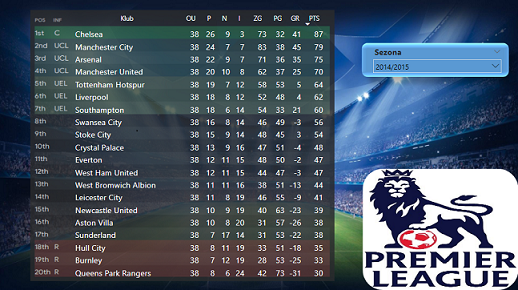 POS INF Klub OU P N I ZG PG GR PTS
1st C Chelsea 38 26 9 3 73 32 41 87
2nd UCL Manchester City 38 24 7 7 83 38 45 79
3rd UCL Arsenal 38 22 9 7 71 36 35 75
4th UCL Manchester United 38 20 10 8 62 37 25 70
5th UEL Tottenham Hotspur 38 19 7 12 58 53 5 64
6th UEL Liverpool 38 18 8 12 52 48 4 62
7th UEL Southampton 38 18 6 14 54 33 21 60
8th Swansea City 38 16 8 14 46 49 -3 56
9th Stoke City 38 15 9 14 48 45 3 54
10th Crystal Palace 38 13 9 16 47 51 -4 48
11th Everton 38 12 11 15 48 50 -2 47
12th West Ham United 38 12 11 15 44 47 -3 47
13th West Bromwich Albion 38 11 11 16 38 51 -13 44
14th Leicester City 38 11 8 19 46 55 -9 41
15th Newcastle United 38 10 9 19 40 63 -23 39
16th Aston Villa 38 10 8 20 31 57 -26 38
17th Sunderland 38 7 17 14 31 53 -22 38
18th R Hull City 38 8 11 19 33 51 -18 35
19th R Burnley 38 7 12 19 28 53 -25 33
20th R Queens Park Rangers 38 8 6 24 42 73 -31 30
Sezona
2014/2015
PREMIER
LEAGUE